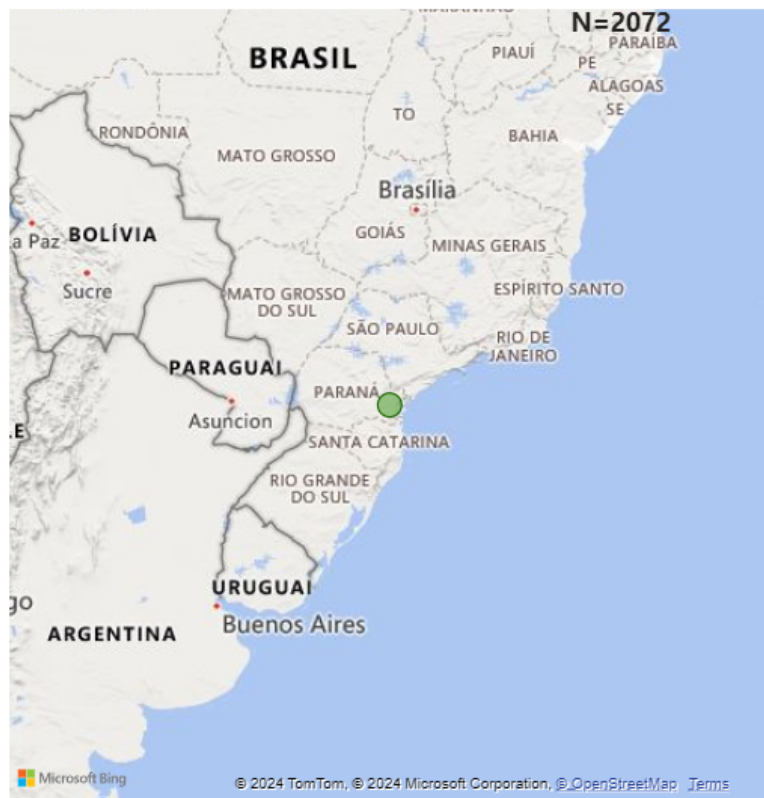 N=2072
BRASIL
PIAUÍ
PARAÍBA
PE
ALAGOAS
SE
TO
RONDÔNIA
BAHIA
MATO GROSSO
Brasília
a Paz
BOLÍVIA
GOIÁS
MINAS GERAIS
Sucre
MATO GROSSO
DO SUL
ESPÍRITO SANTO
SÃO PAULO
RIO DE
JANEIRO
PARAGUAI
PARANÁ
Asuncion
LE
SANTA CATARINA
RIO GRANDE
DO SUL
URUGUAI
go
Buenos Aires
ARGENTINA
Microsoft Bing
© 2024 TomTom, © 2024 Microsoft Corporation, © OpenStreetMap Terms